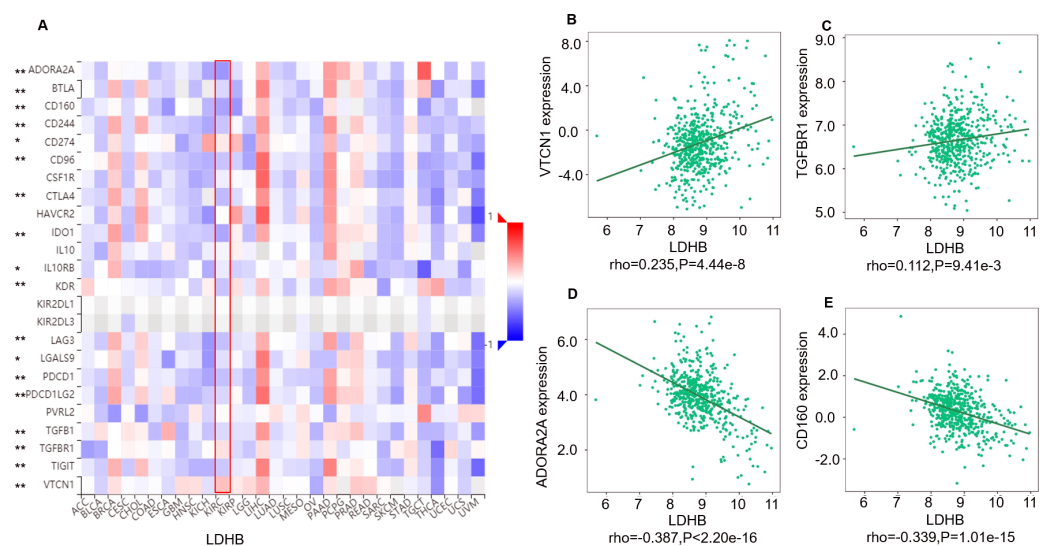 A
** ADORA2A
** BTLA
** CD160
** CD244
* CD274
** CD96
CSF1R
** CTLA4
HAVCR2
** IDO1
IL10
* IL10RB
** KDR
KIR2DL1
KIR2DL3
** LAG3
* LGALS9
** PDCD1
**PDCD1LG2
PVRL2
** TGFB1
** TGFBR1
** TIGIT
** VTCN1
ACC BLCA BRCA CESC CHOL COAD ESCA GBM HNSC KICH KIRC KIRP LGG LIHC LUAD LUSC MESO OV PAAD PCPG PRAD READ SARC SKCM STAD TGCT THCA UCEC UCS UVM
LDHB
1
-1
B
VTCN1 expression
8.0
4.0
0.0
-4.0
6 7 8 9 10 11
LDHB
rho=0.235,P=4.44e-8
C
TGFBR1 expression
9.0
8.0
7.0
6.0
5.0
6 7 8 9 10 11
LDHB
rho=0.112,P=9.41e-3
D
ADORA2A expression
6.0
4.0
2.0
6 7 8 9 10 11
LDHB
rho=-0.387,P<2.20e-16
E
CD160 expression
4.0
2.0
0.0
-2.0
6 7 8 9 10 11
LDHB
rho=-0.339,P=1.01e-15